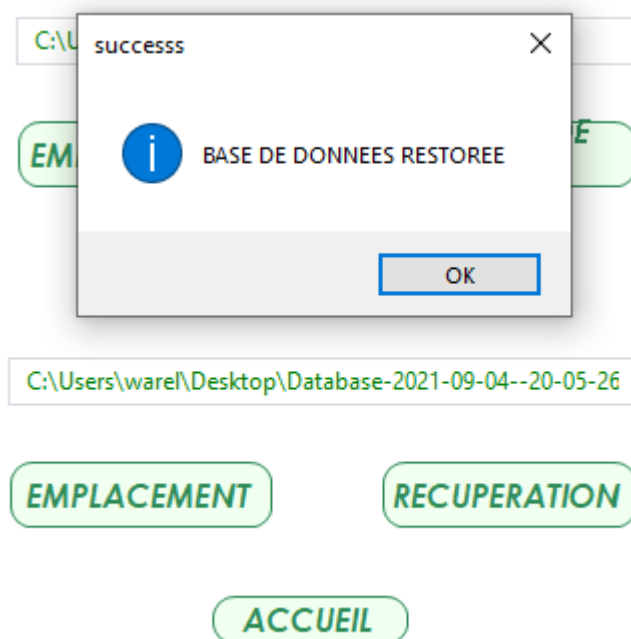 C:\U
successs
BASE DE DONNEES RESTOREE
OK
C:\Users\warel\Desktop\Database-2021-09-04--20-05-26
EMPLACEMENT
RECUPERATION
ACCUEIL